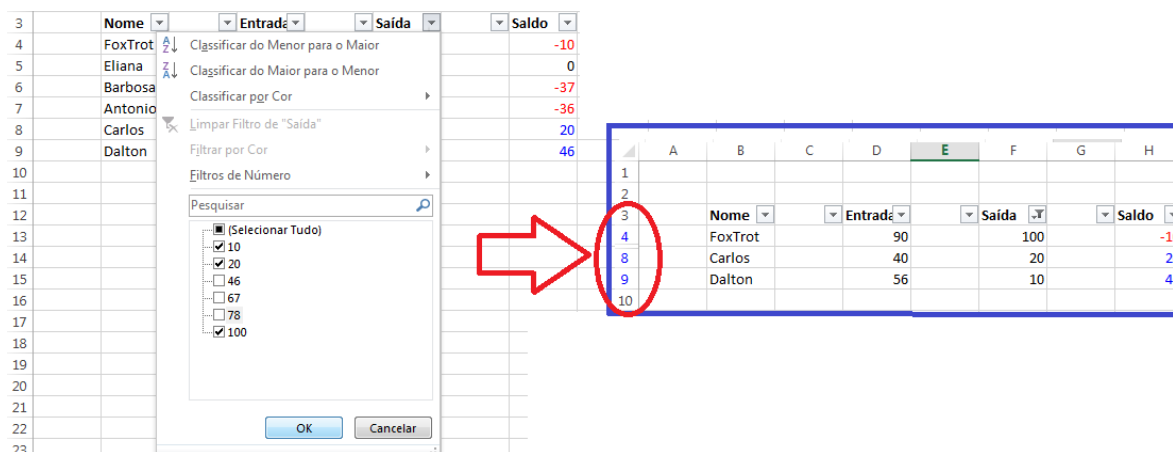 3 Nome Entrada Saída Saldo
4 FoxTrot -10
5 Eliana 0
6 Barbosa -37
7 Antonio -36
8 Carlos 20
9 Dalton 46
10
11
12
13
14
15
16
17
18
19
20
21
22
23
Classificar do Menor para o Maior
Classificar do Maior para o Menor
Classificar por Cor
Limpar Filtro de "Saída"
Filtrar por Cor
Filtros de Número
Pesquisar
(Selecionar Tudo)
10
20
46
67
78
100
OK Cancelar
A B C D E F G H
1
2
3 Nome Entrada Saída Saldo
4 FoxTrot 90 100 -1
8 Carlos 40 20 2
9 Dalton 56 10 4
10